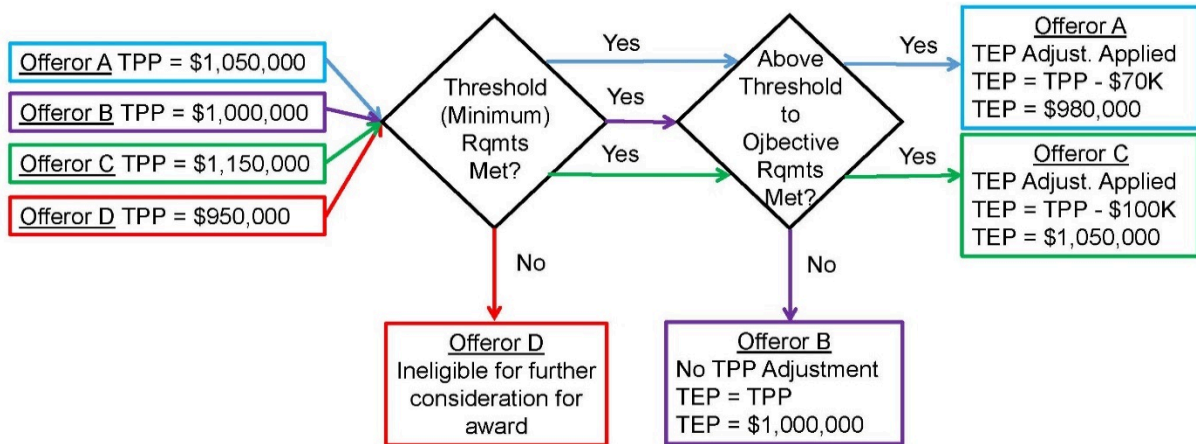 Offeror A TPP = $1,050,000
Offeror B TPP = $1,000,000
Offeror C TPP = $1,150,000
Offeror D TPP = $950,000
Threshold
(Minimum)
Rqmts
Met?
Yes
Yes
Yes
No
Above
Threshold
to
Ojbective
Rqmts
Met?
Yes
Yes
No
Offeror A
TEP Adjust. Applied
TEP = TPP - $70K
TEP = $980,000
Offeror C
TEP Adjust. Applied
TEP = TPP - $100K
TEP = $1,050,000
Offeror D
Ineligible for further
consideration for
award
Offeror B
No TPP Adjustment
TEP = TPP
TEP = $1,000,000